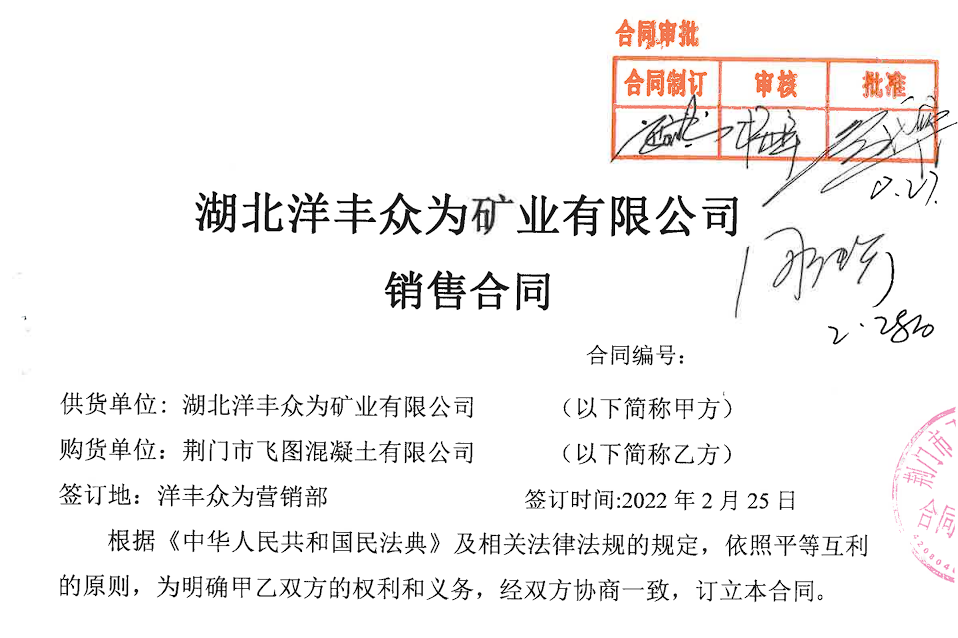 合同审批
合同制订 审核 批准
2.27.
湖北洋丰众为矿业有限公司
销售合同
合同编号：
供货单位：湖北洋丰众为矿业有限公司 （以下简称甲方）
购货单位：荆门市飞图混凝土有限公司 （以下简称乙方）
签订地：洋丰众为营销部 签订时间:2022 年 2 月 25 日
根据《中华人民共和国民法典》及相关法律法规的规定，依照平等互利
的原则，为明确甲乙双方的权利和义务，经双方协商一致，订立本合同。
荆门市
合同